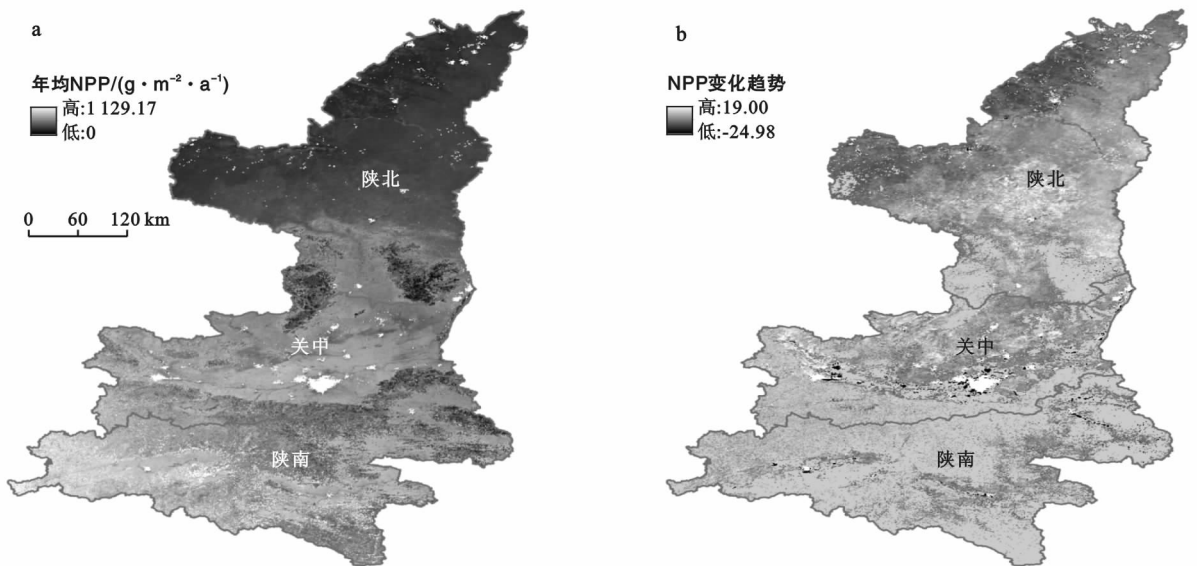 a
年均NPP/(g·m⁻²·a⁻¹)
高:1 129.17
低:0
陕北
0 60 120 km
关中
陕南
b
NPP变化趋势
高:19.00
低:-24.98
陕北
关中
陕南